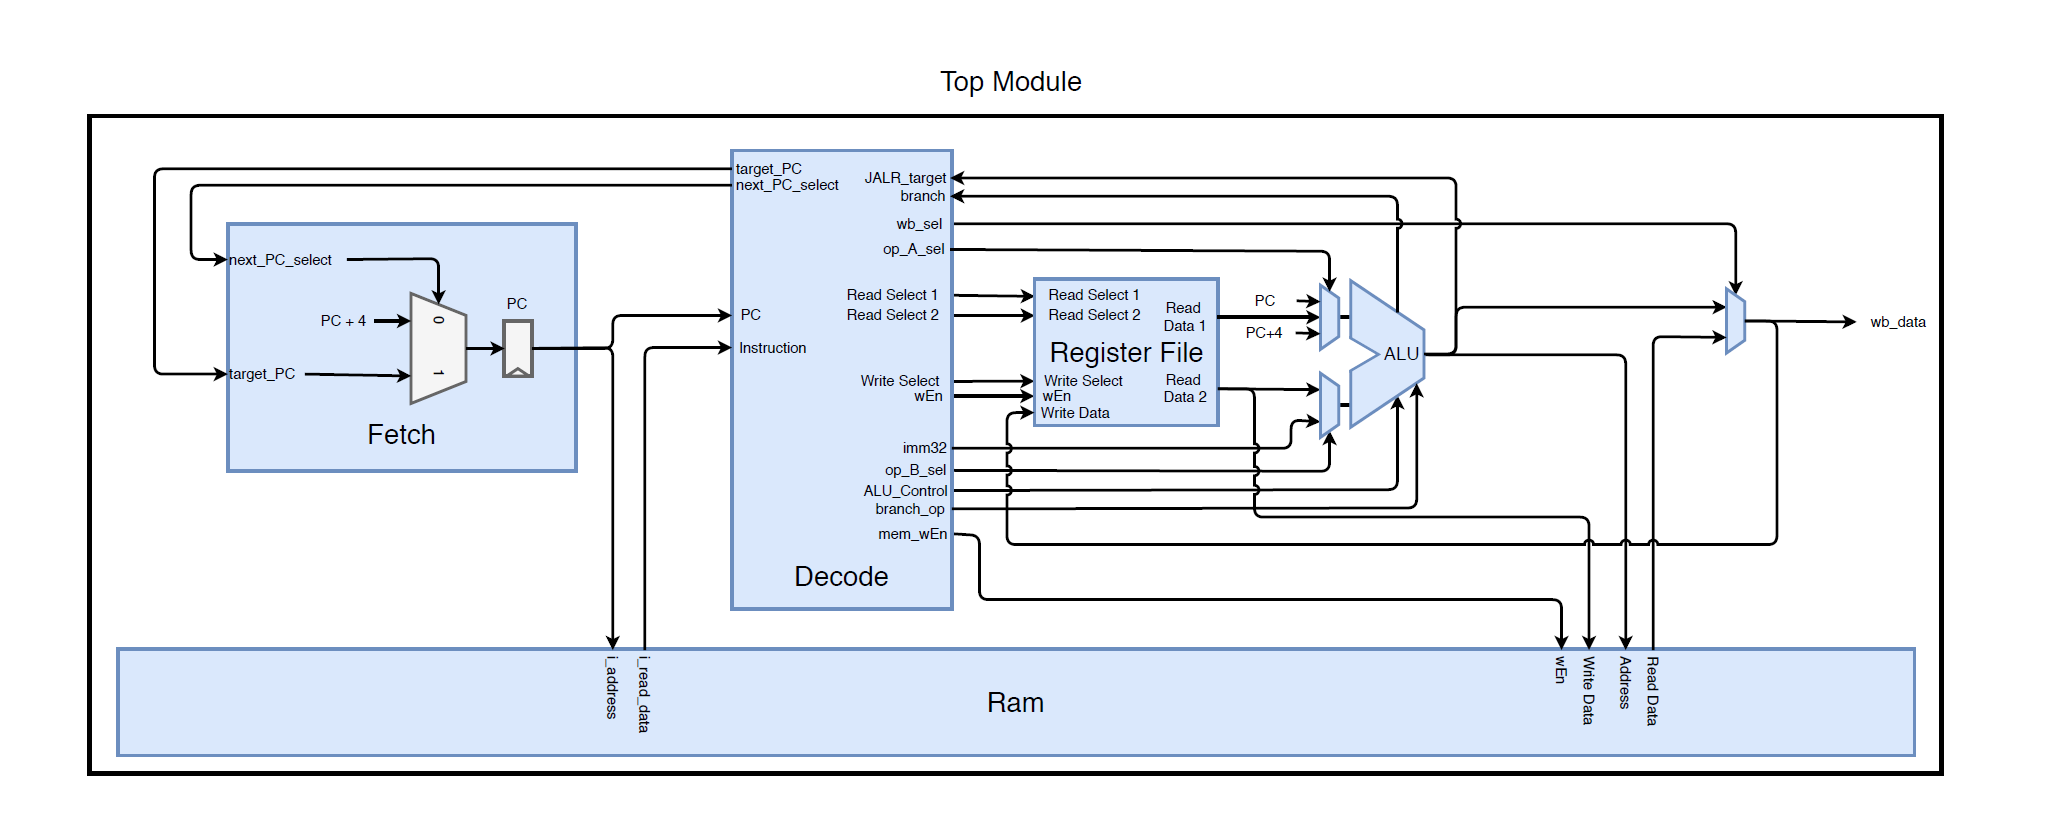 Top Module
target_PC
next_PC_select
JALR_target
branch
wb_sel
op_A_sel
next_PC_select
PC
PC + 4
0
1
target_PC
Fetch
PC
Instruction
Read Select 1
Read Select 2
Write Select
wEn
imm32
op_B_sel
ALU_Control
branch_op
mem_wEn
Decode
Read Select 1
Read Select 2
Read
Data 1
Register File
Write Select
wEn
Write Data
Read
Data 2
PC
PC+4
ALU
wb_data
i_address
i_read_data
Ram
wEn
Write Data
Address
Read Data